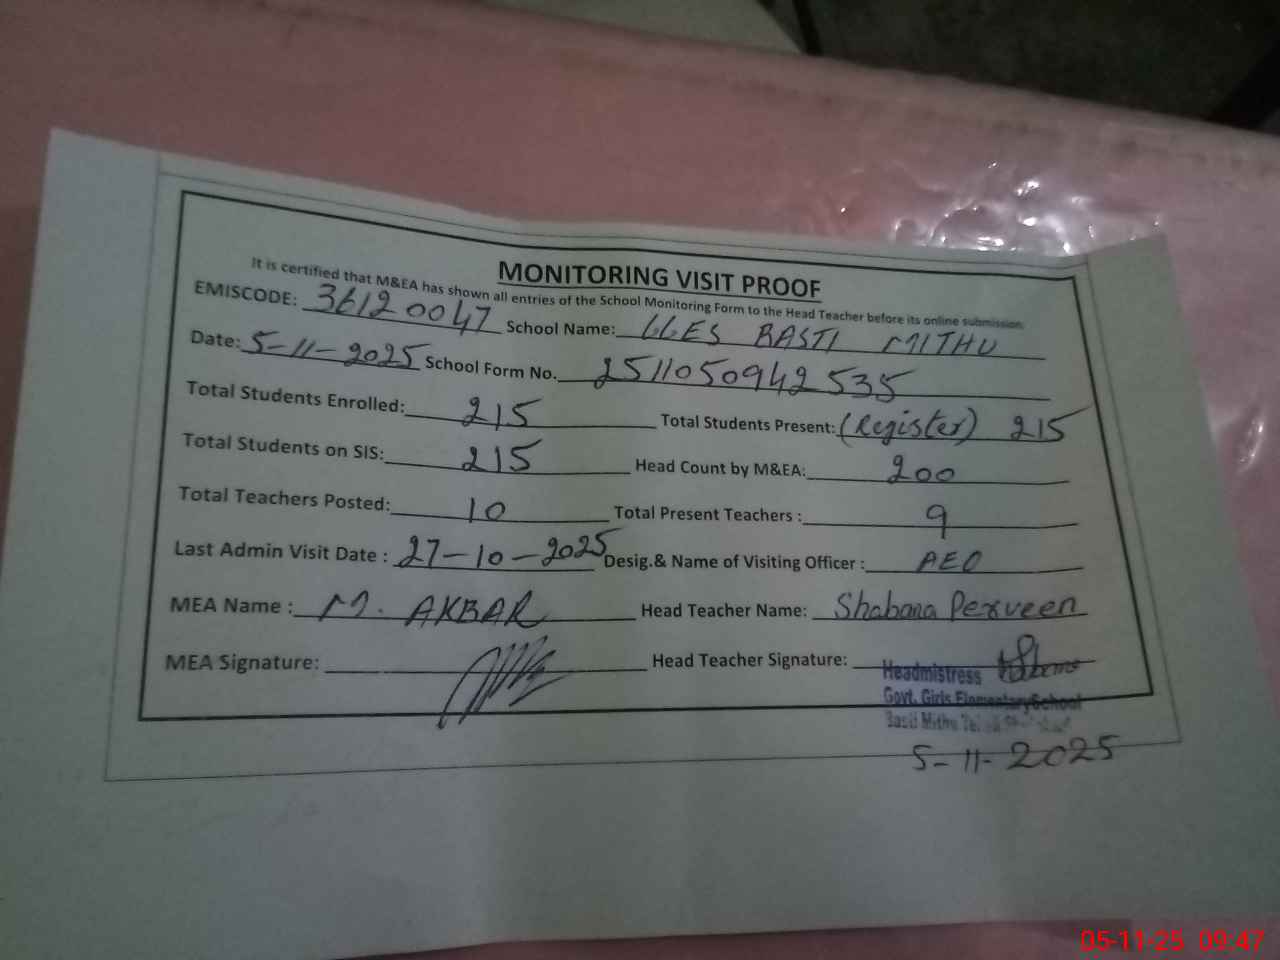 MONITORING VISIT PROOF
It is certified that M&EA has shown all entries of the School Monitoring Form to the Head Teacher before its online submission.
EMISCODE: 36120047 School Name: GGES BASTI MITHU
Date: 5-11-2025 School Form No. 2511050942535
Total Students Enrolled: 215 Total Students Present: (Register) 215
Total Students on SIS: 215 Head Count by M&EA: 200
Total Teachers Posted: 10 Total Present Teachers : 9
Last Admin Visit Date : 27-10-2025 Desig.& Name of Visiting Officer : AEO
MEA Name : M. AKBAR Head Teacher Name: Shabana Perveen
MEA Signature: Head Teacher Signature:
Headmistress
Govt. Girls Elementary School
Basti Mithu
5-11-2025
05-11-25 09:47